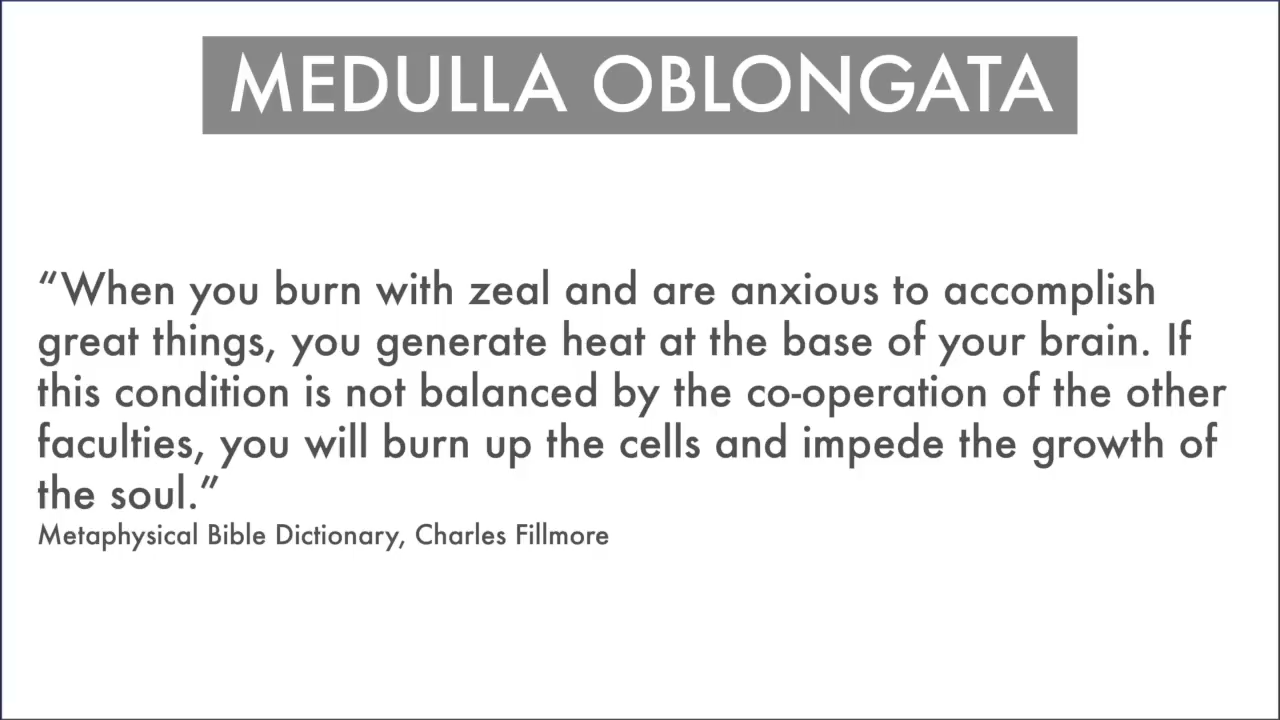 MEDULLA OBLONGATA
“When you burn with zeal and are anxious to accomplish
great things, you generate heat at the base of your brain. If
this condition is not balanced by the co-operation of the other
faculties, you will burn up the cells and impede the growth of
the soul.”
Metaphysical Bible Dictionary, Charles Fillmore